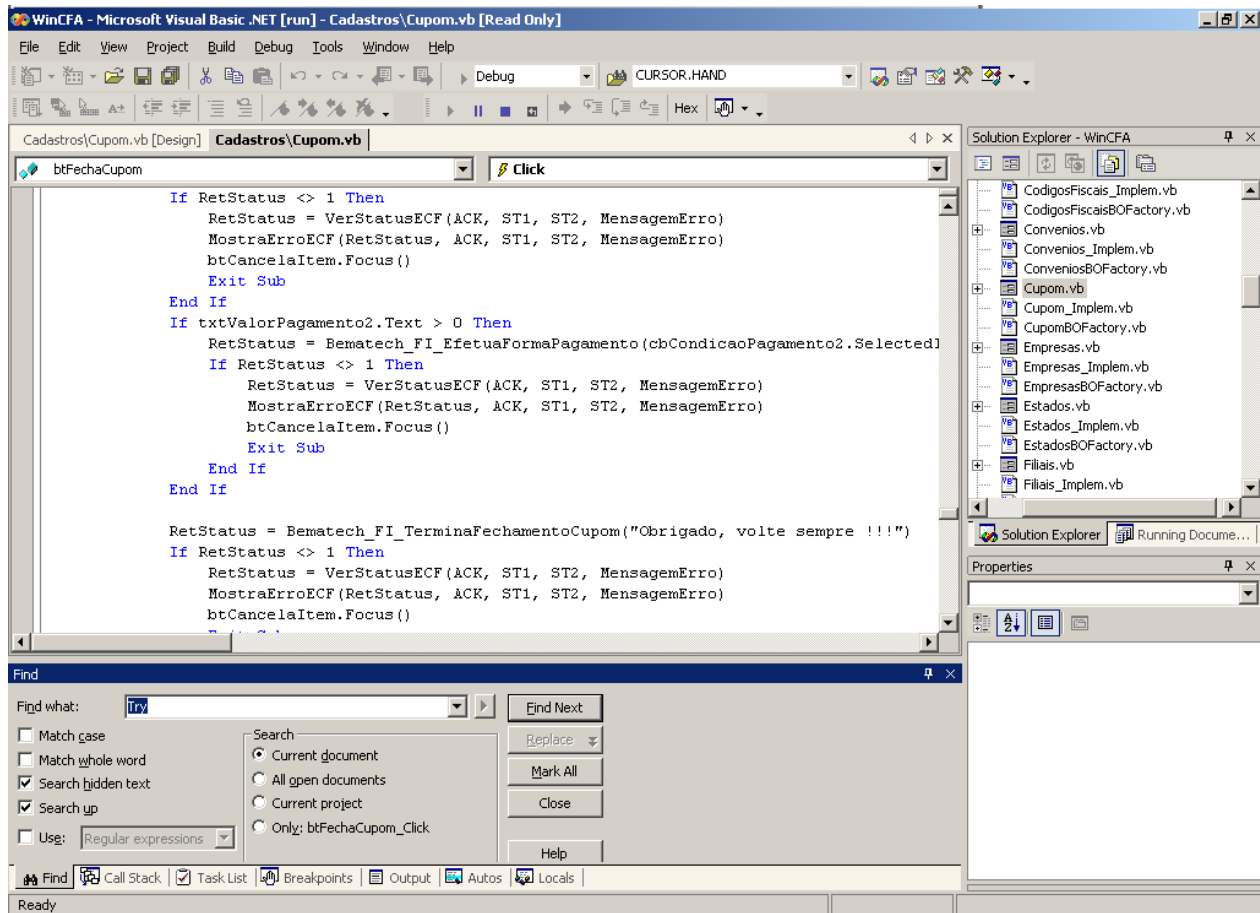 WinCFA - Microsoft Visual Basic .NET [run] - Cadastros\Cupom.vb [Read Only]
File Edit View Project Build Debug Tools Window Help
Debug CURSOR.HAND
Hex
Cadastros\Cupom.vb [Design] Cadastros\Cupom.vb
btFechaCupom Click
If RetStatus <> 1 Then
RetStatus = VerStatusECF(ACK, ST1, ST2, MensagemErro)
MostraErroECF(RetStatus, ACK, ST1, ST2, MensagemErro)
btCancelaItem.Focus()
Exit Sub
End If
If txtValorPagamento2.Text > 0 Then
RetStatus = Bematech_FI_EfetuaFormaPagamento(cbCondicaoPagamento2.SelectedI
If RetStatus <> 1 Then
RetStatus = VerStatusECF(ACK, ST1, ST2, MensagemErro)
MostraErroECF(RetStatus, ACK, ST1, ST2, MensagemErro)
btCancelaItem.Focus()
Exit Sub
End If
End If
RetStatus = Bematech_FI_TerminaFechamentoCupom("Obrigado, volte sempre !!!")
If RetStatus <> 1 Then
RetStatus = VerStatusECF(ACK, ST1, ST2, MensagemErro)
MostraErroECF(RetStatus, ACK, ST1, ST2, MensagemErro)
btCancelaItem.Focus()
Solution Explorer - WinCFA
CodigosFiscais_Implem.vb
CodigosFiscaisBOFactory.vb
Convenios.vb
Convenios_Implem.vb
ConveniosBOFactory.vb
Cupom.vb
Cupom_Implem.vb
CupomBOFactory.vb
Empresas.vb
Empresas_Implem.vb
EmpresasBOFactory.vb
Estados.vb
Estados_Implem.vb
EstadosBOFactory.vb
Filiais.vb
Filiais_Implem.vb
Solution Explorer Running Docume...
Properties
Find
Find what: Try Find Next
Match case
Match whole word
Search hidden text
Search up
Use: Regular expressions
Search
Current document
All open documents
Current project
Only: btFechaCupom_Click
Replace
Mark All
Close
Help
Find Call Stack Task List Breakpoints Output Autos Locals
Ready